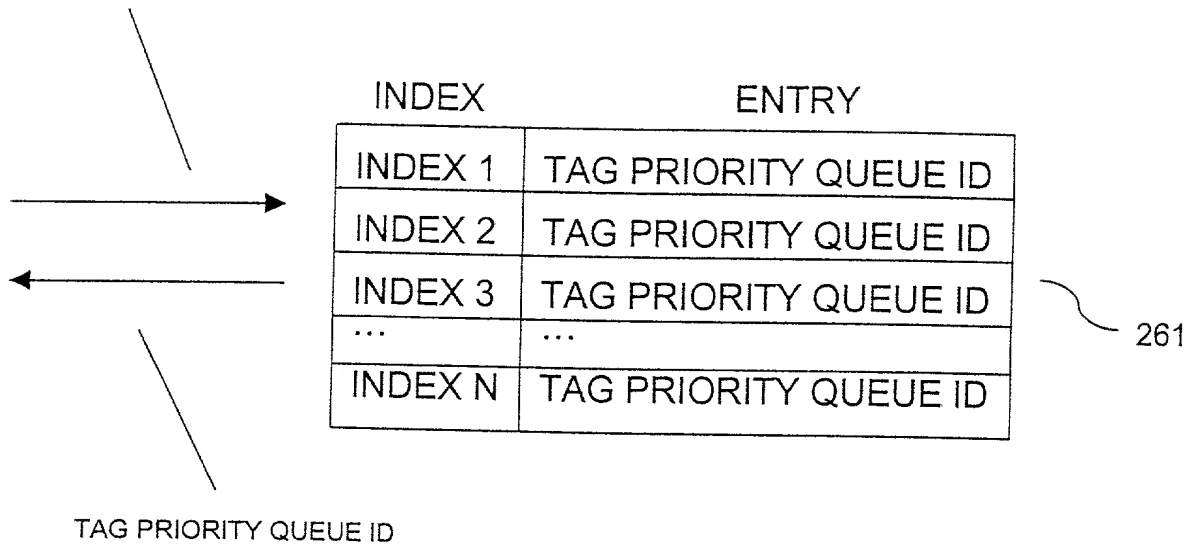 INDEX ENTRY
INDEX 1 TAG PRIORITY QUEUE ID
INDEX 2 TAG PRIORITY QUEUE ID
INDEX 3 TAG PRIORITY QUEUE ID
... ...
INDEX N TAG PRIORITY QUEUE ID
261
TAG PRIORITY QUEUE ID